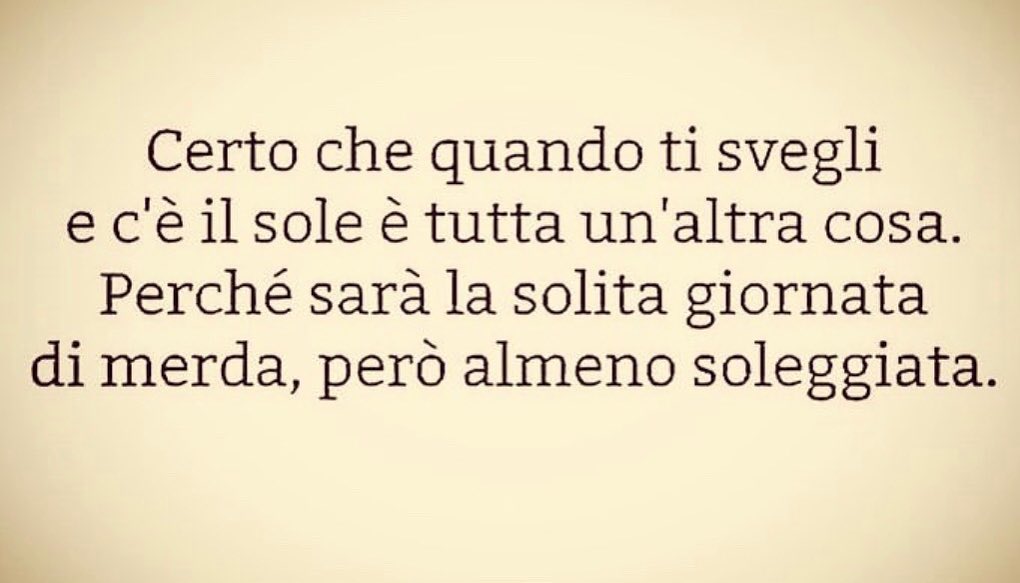 Certo che quando ti svegli
e c'è il sole è tutta un'altra cosa.
Perché sarà la solita giornata
di merda, però almeno soleggiata.